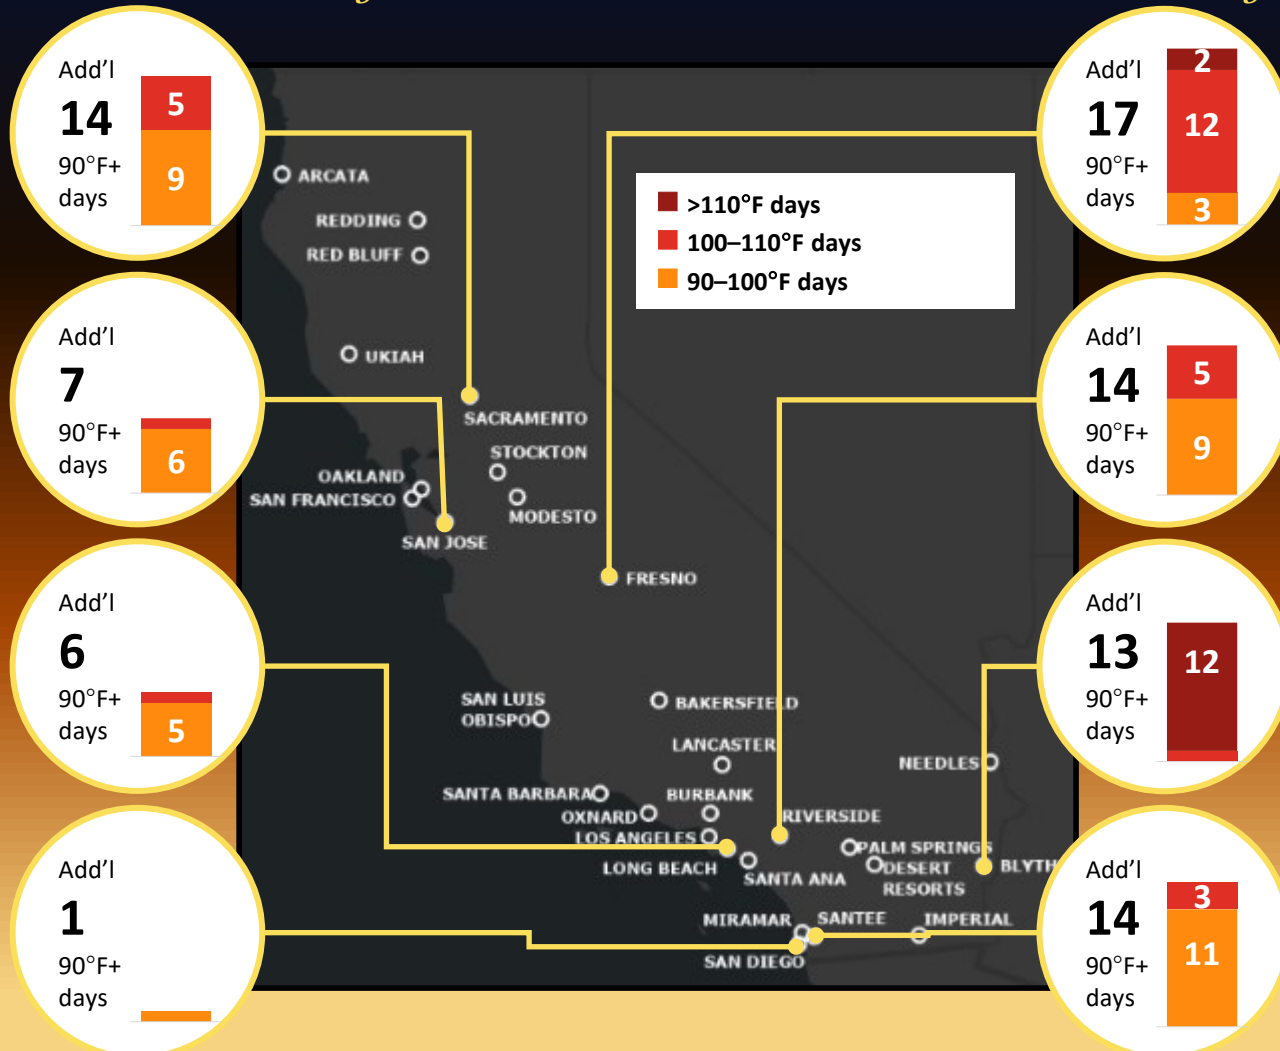 Add'l
14
90°F+
days
5
9
Add'l
7
90°F+
days
6
Add'l
6
90°F+
days
5
Add'l
1
90°F+
days
ARCATA
REDDING
RED BLUFF
UKIAH
SACRAMENTO
STOCKTON
OAKLAND
SAN FRANCISCO
MODESTO
SAN JOSE
FRESNO
SAN LUIS
OBISPO
BAKERSFIELD
LANCASTER
NEEDLES
SANTA BARBARA
BURBANK
OXNARD
RIVERSIDE
LOS ANGELES
PALM SPRINGS
LONG BEACH
DESERT
RESORTS
BLYTH
SANTA ANA
MIRAMAR
SANTEE
IMPERIAL
SAN DIEGO
>110°F days
100–110°F days
90–100°F days
Add'l
17
90°F+
days
2
12
3
Add'l
14
90°F+
days
5
9
Add'l
13
90°F+
days
12
Add'l
14
90°F+
days
3
11